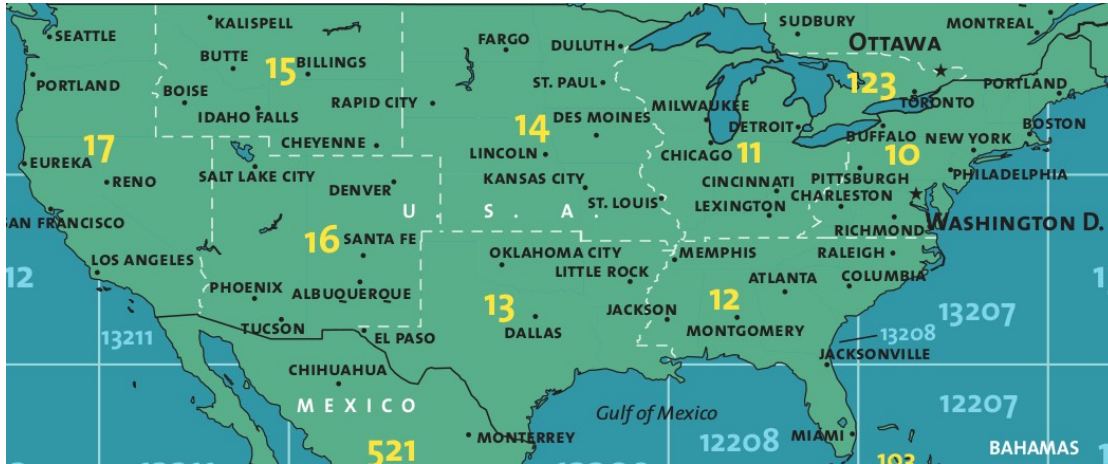 SUDBURY
MONTREAL
KALISPELL
SEATTLE
FARGO
DULUTH
OTTAWA
BUTTE
15
BILLINGS
PORTLAND
BOISE
ST. PAUL
123
PORTLAND
RAPID CITY
MILWAUKEE
TORONTO
IDAHO FALLS
14
DES MOINES
DETROIT
BUFFALO
NEW YORK
BOSTON
17
CHEYENNE
LINCOLN
CHICAGO
11
10
EUREKA
RENO
SALT LAKE CITY
DENVER
KANSAS CITY
CINCINNATI
PITTSBURGH
PHILADELPHIA
ST. LOUIS
LEXINGTON
CHARLESTON
U. S. A.
SAN FRANCISCO
WASHINGTON D.
RICHMOND
16
SANTA FE
OKLAHOMA CITY
MEMPHIS
RALEIGH
LOS ANGELES
LITTLE ROCK
ATLANTA
COLUMBIA
12
PHOENIX
ALBUQUERQUE
13
JACKSON
12
13207
TUCSON
DALLAS
MONTGOMERY
13211
EL PASO
13208
JACKSONVILLE
CHIHUAHUA
MEXICO
Gulf of Mexico
12207
521
MONTERREY
12208
MIAMI
BAHAMAS